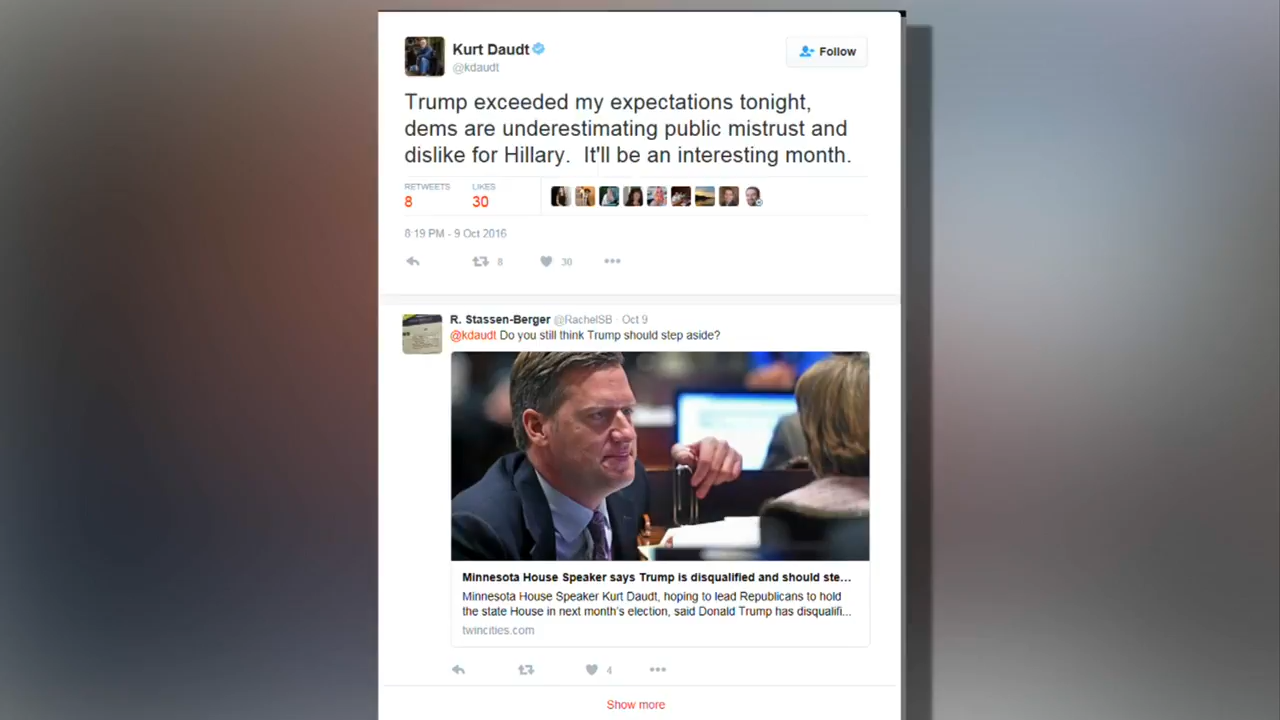 Kurt Daudt
@kdaudt
Follow
Trump exceeded my expectations tonight,
dems are underestimating public mistrust and
dislike for Hillary.  It'll be an interesting month.
RETWEETS LIKES
8 30
8:19 PM - 9 Oct 2016
8 30
R. Stassen-Berger @RachelSB · Oct 9
@kdaudt Do you still think Trump should step aside?
Minnesota House Speaker says Trump is disqualified and should ste...
Minnesota House Speaker Kurt Daudt, hoping to lead Republicans to hold
the state House in next month's election, said Donald Trump has disqualifi...
twincities.com
4
Show more